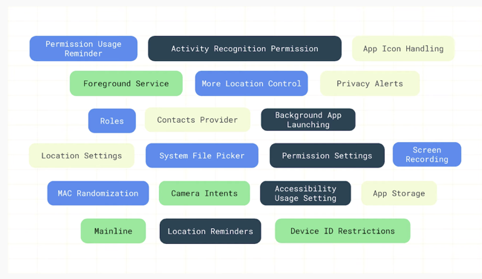 Permission Usage
Reminder
Activity Recognition Permission
App Icon Handling
Foreground Service
More Location Control
Privacy Alerts
Roles
Contacts Provider
Background App
Launching
Location Settings
System File Picker
Permission Settings
Screen
Recording
MAC Randomization
Camera Intents
Accessibility
Usage Setting
App Storage
Mainline
Location Reminders
Device ID Restrictions